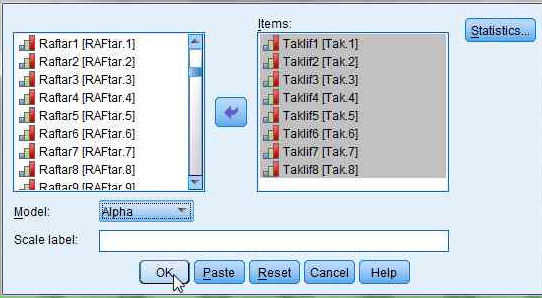 Items:
Statistics...
Raftar1 [RAFtar.1]
Raftar2 [RAFtar.2]
Raftar3 [RAFtar.3]
Raftar4 [RAFtar.4]
Raftar5 [RAFtar.5]
Raftar6 [RAFtar.6]
Raftar7 [RAFtar.7]
Raftar8 [RAFtar.8]
Raftar9 [RAFtar.9]
Taklif1 [Tak.1]
Taklif2 [Tak.2]
Taklif3 [Tak.3]
Taklif4 [Tak.4]
Taklif5 [Tak.5]
Taklif6 [Tak.6]
Taklif7 [Tak.7]
Taklif8 [Tak.8]
Model: Alpha
Scale label:
OK Paste Reset Cancel Help